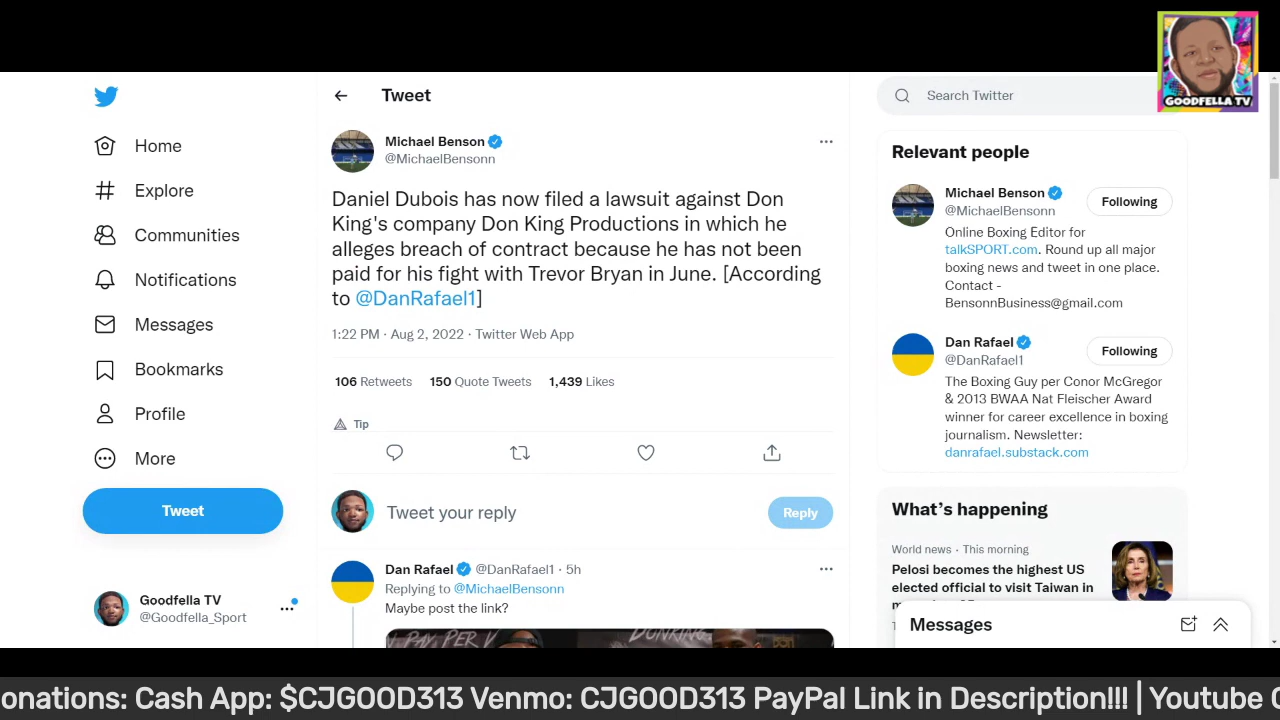 GOODFELLA TV
Home
Explore
Communities
Notifications
Messages
Bookmarks
Profile
More
Tweet
Goodfella TV
@Goodfella_Sport
Tweet
Michael Benson
@MichaelBensonn
Daniel Dubois has now filed a lawsuit against Don
King's company Don King Productions in which he
alleges breach of contract because he has not been
paid for his fight with Trevor Bryan in June. [According
to @DanRafael1]
1:22 PM · Aug 2, 2022 · Twitter Web App
106 Retweets 150 Quote Tweets 1,439 Likes
Tip
Tweet your reply
Reply
Dan Rafael @DanRafael1 · 5h
Replying to @MichaelBensonn
Maybe post the link?
PAY PER V
DONKING.
Search Twitter
Relevant people
Michael Benson
@MichaelBensonn
Following
Online Boxing Editor for
talkSPORT.com. Round up all major
boxing news and tweet in one place.
Contact -
BensonnBusiness@gmail.com
Dan Rafael
@DanRafael1
Following
The Boxing Guy per Conor McGregor
& 2013 BWAA Nat Fleischer Award
winner for career excellence in boxing
journalism. Newsletter:
danrafael.substack.com
What's happening
World news · This morning
Pelosi becomes the highest US
elected official to visit Taiwan in
Messages
onations: Cash App: $CJGOOD313 Venmo: CJGOOD313 PayPal Link in Description!!! | Youtube C